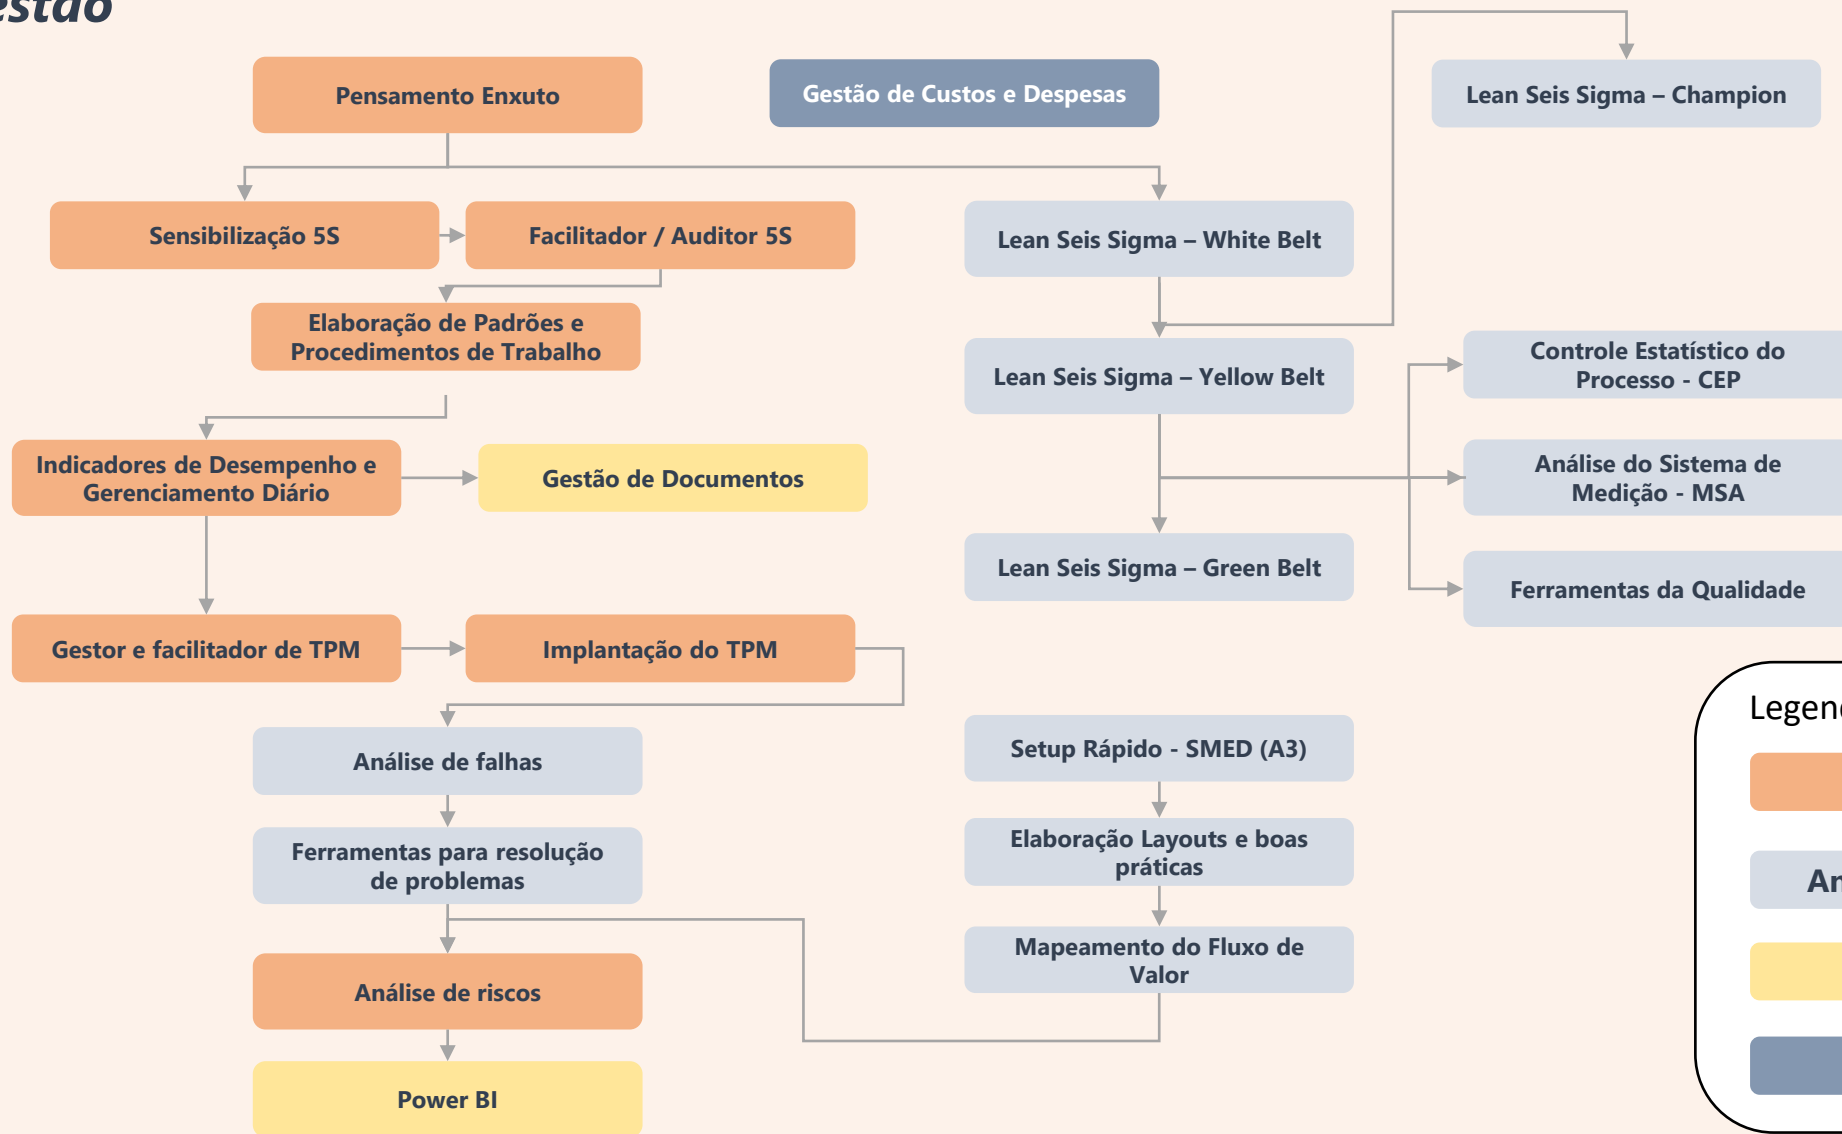 Pensamento Enxuto
Gestão de Custos e Despesas
Lean Seis Sigma – Champion
Sensibilização 5S
Facilitador / Auditor 5S
Lean Seis Sigma – White Belt
Elaboração de Padrões e
Procedimentos de Trabalho
Lean Seis Sigma – Yellow Belt
Controle Estatístico do
Processo - CEP
Indicadores de Desempenho e
Gerenciamento Diário
Gestão de Documentos
Análise do Sistema de
Medição - MSA
Lean Seis Sigma – Green Belt
Ferramentas da Qualidade
Gestor e facilitador de TPM
Implantação do TPM
Análise de falhas
Setup Rápido - SMED (A3)
Ferramentas para resolução
de problemas
Elaboração Layouts e boas
práticas
Mapeamento do Fluxo de
Valor
Análise de riscos
Power BI